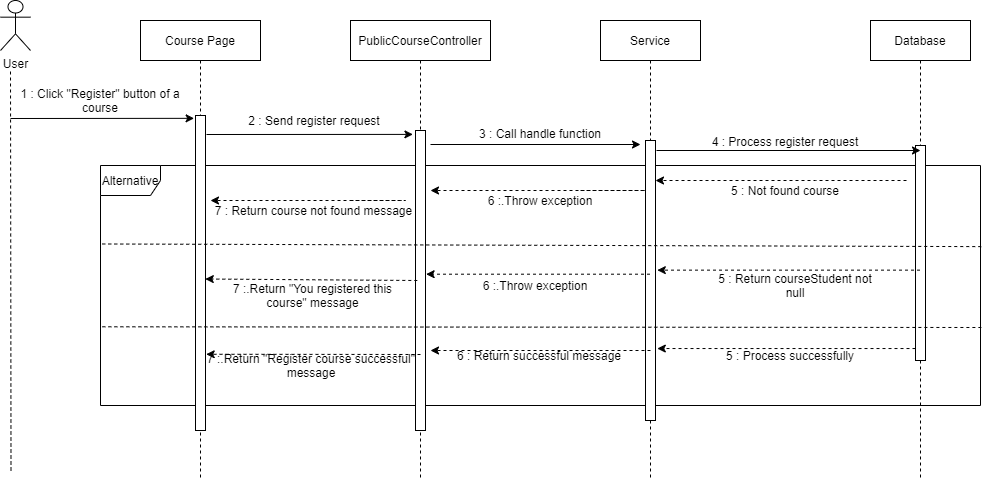 User
Course Page
PublicCourseController
Service
Database
1 : Click "Register" button of a
course
2 : Send register request
3 : Call handle function
4 : Process register request
Alternative
5 : Not found course
6 :.Throw exception
7 : Return course not found message
5 : Return courseStudent not
null
6 :.Throw exception
7 :.Return "You registered this
course" message
5 : Process successfully
6 : Return successful message
7 :.Return "Register course successful"
message